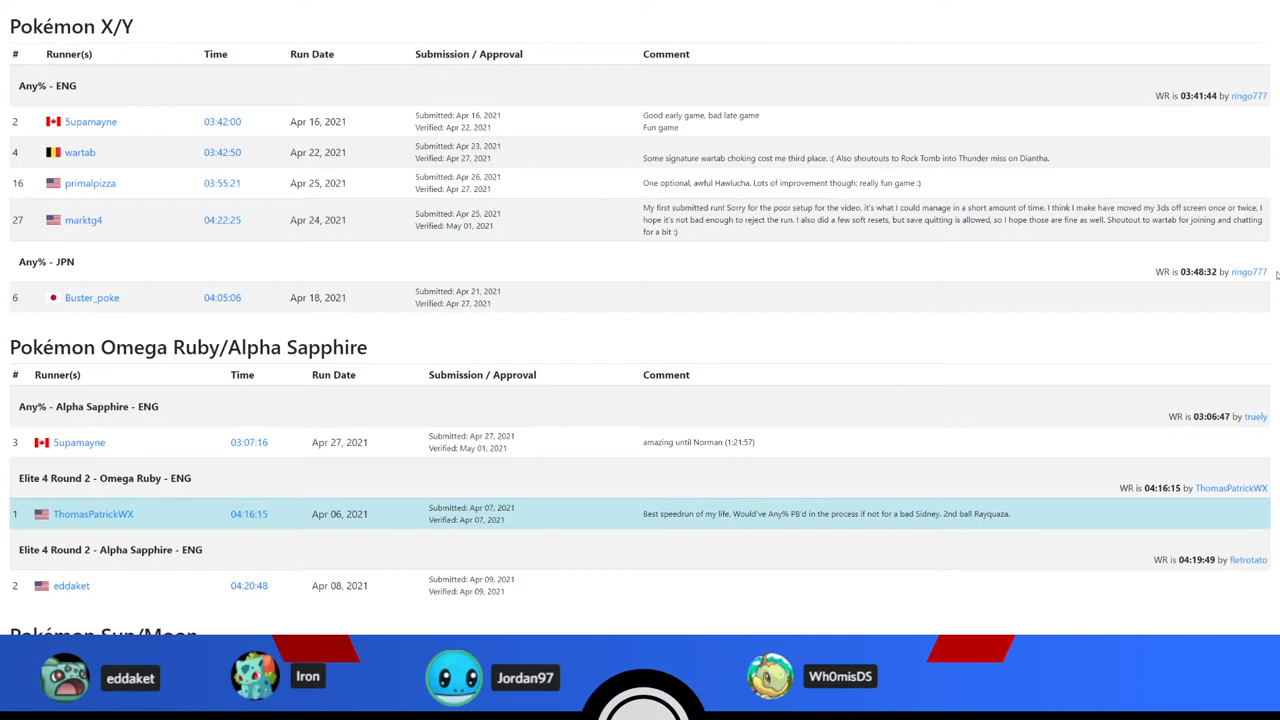 Pokémon X/Y
# Runner(s) Time Run Date Submission / Approval Comment
Any% - ENG
WR is 03:41:44 by ringo777
2 Supamayne 03:42:00 Apr 16, 2021 Submitted: Apr 16, 2021 Good early game, bad late game
Verified: Apr 22, 2021 Fun game
4 wartab 03:42:50 Apr 22, 2021 Submitted: Apr 23, 2021
Verified: Apr 27, 2021 Some signature wartab choking cost me third place. :( Also shoutouts to Rock Tomb into Thunder miss on Diantha.
16 primalpizza 03:55:21 Apr 25, 2021 Submitted: Apr 26, 2021
Verified: Apr 27, 2021 One optional, awful Hawlucha. Lots of improvement though; really fun game :)
27 marktg4 04:22:25 Apr 24, 2021 Submitted: Apr 25, 2021
Verified: May 01, 2021
My first submitted run! Sorry for the poor setup for the video, it's what I could manage in a short amount of time. I think I make have moved my 3ds off screen once or twice, I
hope it's not bad enough to reject the run. I also did a few soft resets, but save quitting is allowed, so I hope those are fine as well. Shoutout to wartab for joining and chatting
for a bit :)
Any% - JPN
WR is 03:48:32 by ringo777
6 Buster_poke 04:05:06 Apr 18, 2021 Submitted: Apr 21, 2021
Verified: Apr 27, 2021
Pokémon Omega Ruby/Alpha Sapphire
# Runner(s) Time Run Date Submission / Approval Comment
Any% - Alpha Sapphire - ENG
WR is 03:06:47 by truely
3 Supamayne 03:07:16 Apr 27, 2021 Submitted: Apr 27, 2021
Verified: May 01, 2021 amazing until Norman (1:21:57)
Elite 4 Round 2 - Omega Ruby - ENG
WR is 04:16:15 by ThomasPatrickWX
1 ThomasPatrickWX 04:16:15 Apr 06, 2021 Submitted: Apr 07, 2021
Verified: Apr 07, 2021 Best speedrun of my life. Would've Any% PB'd in the process if not for a bad Sidney. 2nd ball Rayquaza.
Elite 4 Round 2 - Alpha Sapphire - ENG
WR is 04:19:49 by Retrotato
2 eddaket 04:20:48 Apr 08, 2021 Submitted: Apr 09, 2021
Verified: Apr 09, 2021
Pokémon Sun/Moon
eddaket Iron Jordan97 Wh0misDS